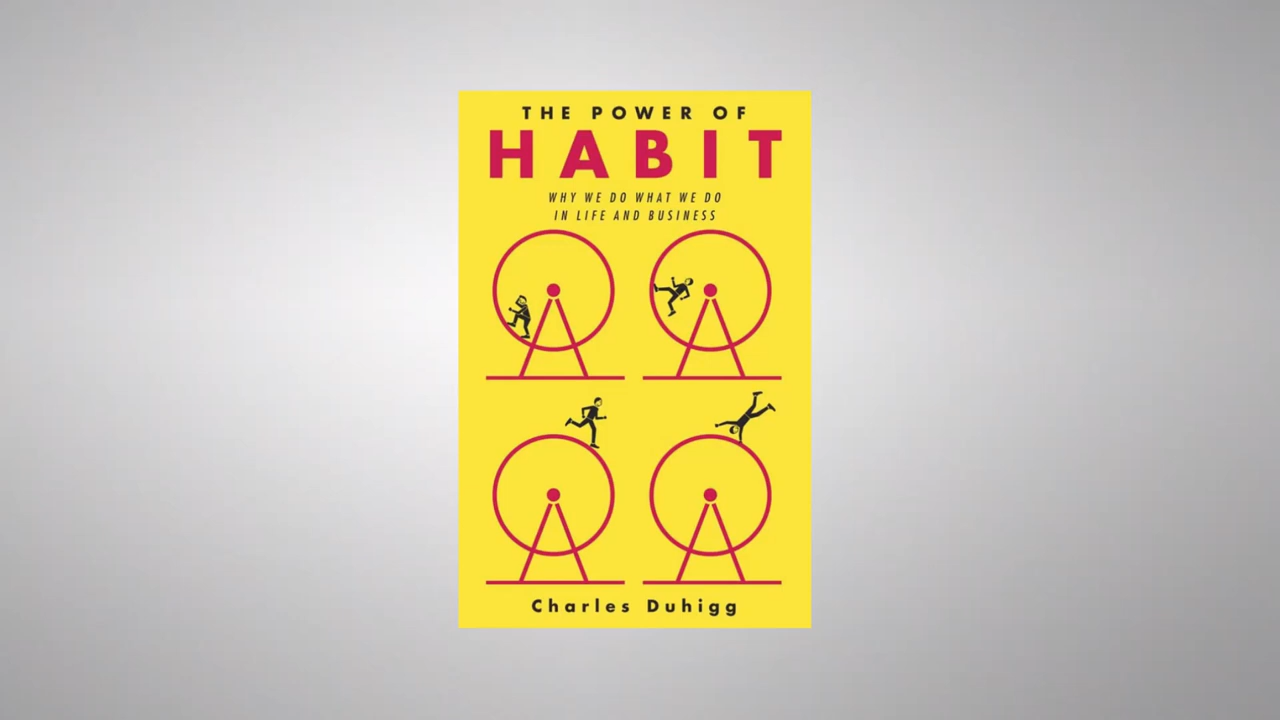 THE POWER OF
HABIT
WHY WE DO WHAT WE DO
IN LIFE AND BUSINESS
Charles Duhigg